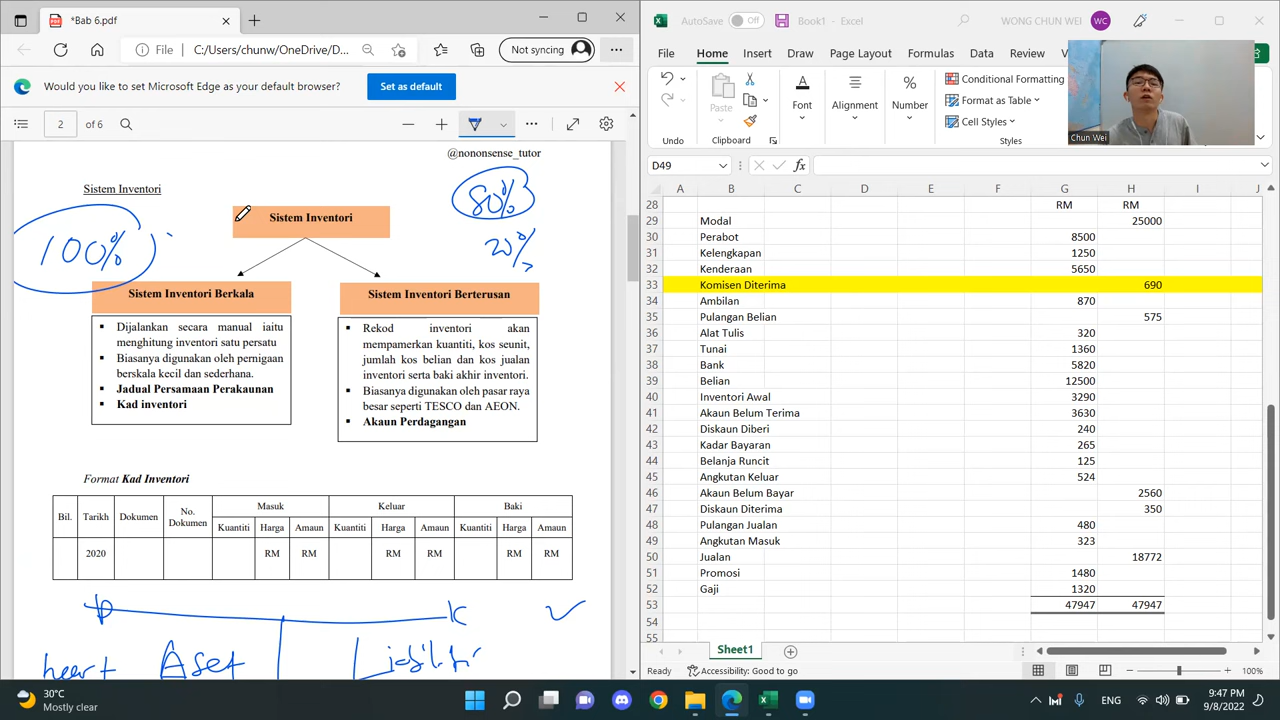 *Bab 6.pdf
File
C:/Users/chunw/OneDrive/D...
Not syncing
Would you like to set Microsoft Edge as your default browser?
Set as default
2
of 6
@nononsense_tutor
Sistem Inventori
80%
20%
100%
Sistem Inventori
Sistem Inventori Berkala
Dijalankan secara manual iaitu
menghitung inventori satu persatu
Biasanya digunakan oleh perniagaan
berskala kecil dan sederhana.
Jadual Persamaan Perakaunan
Kad inventori
Sistem Inventori Berterusan
Rekod inventori akan
mempamerkan kuantiti, kos seunit,
jumlah kos belian dan kos jualan
inventori serta baki akhir inventori.
Biasanya digunakan oleh pasar raya
besar seperti TESCO dan AEON.
Akaun Perdagangan
Format Kad Inventori
Bil. Tarikh Dokumen No. Dokumen Masuk Keluar Baki
Kuantiti Harga Amaun Kuantiti Harga Amaun Kuantiti Harga Amaun
2020 RM RM RM RM RM RM
D K
Aset
AutoSave Off
Book1 - Excel
WONG CHUN WEI
WC
File Home Insert Draw Page Layout Formulas Data Review
Undo
Paste
Clipboard
Font
Alignment
Number
Conditional Formatting
Format as Table
Cell Styles
Styles
Chun Wei
D49
fx
A B C D E F G H I J
28 RM RM
29 Modal 25000
30 Perabot 8500
31 Kelengkapan 1250
32 Kenderaan 5650
33 Komisen Diterima 690
34 Ambilan 870
35 Pulangan Belian 575
36 Alat Tulis 320
37 Tunai 1360
38 Bank 5820
39 Belian 12500
40 Inventori Awal 3290
41 Akaun Belum Terima 3630
42 Diskaun Diberi 240
43 Kadar Bayaran 265
44 Belanja Runcit 125
45 Angkutan Keluar 524
46 Akaun Belum Bayar 2560
47 Diskaun Diterima 350
48 Pulangan Jualan 480
49 Angkutan Masuk 323
50 Jualan 18772
51 Promosi 1480
52 Gaji 1320
53 47947 47947
54
55
Sheet1
Ready
Accessibility: Good to go
100%
30°C
Mostly clear
ENG
9:47 PM
9/8/2022